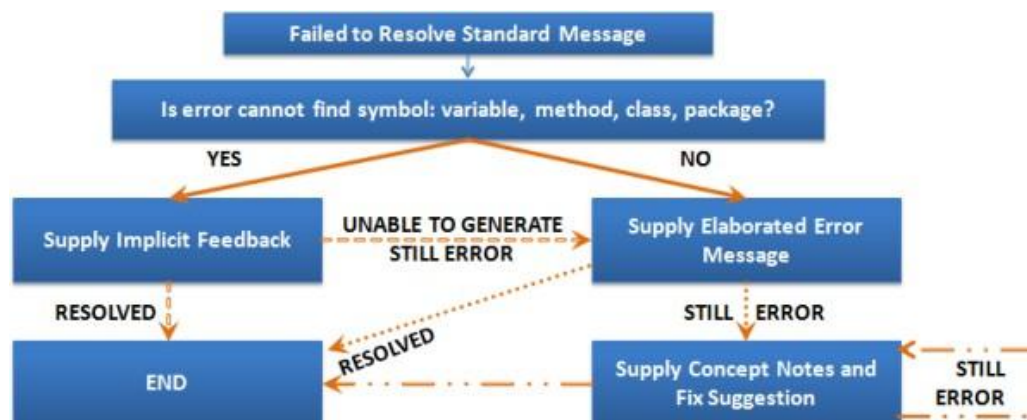 Failed to Resolve Standard Message
Is error cannot find symbol: variable, method, class, package?
YES
NO
Supply Implicit Feedback
UNABLE TO GENERATE
STILL ERROR
Supply Elaborated Error
Message
RESOLVED
RESOLVED
STILL ERROR
END
Supply Concept Notes and
Fix Suggestion
STILL
ERROR